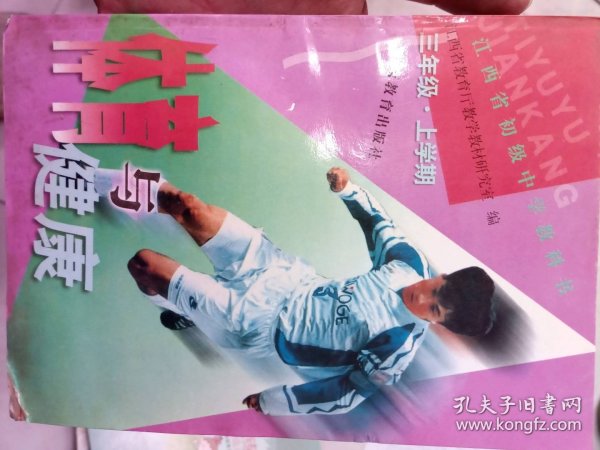 江西省初级中学教科书
西省教育厅教学教材研究室 编
三年级·上学期
体育
与
健康
教育出版社
IYUYU
JIANKANG
OGE
孔夫子旧书网
www.kongfz.com